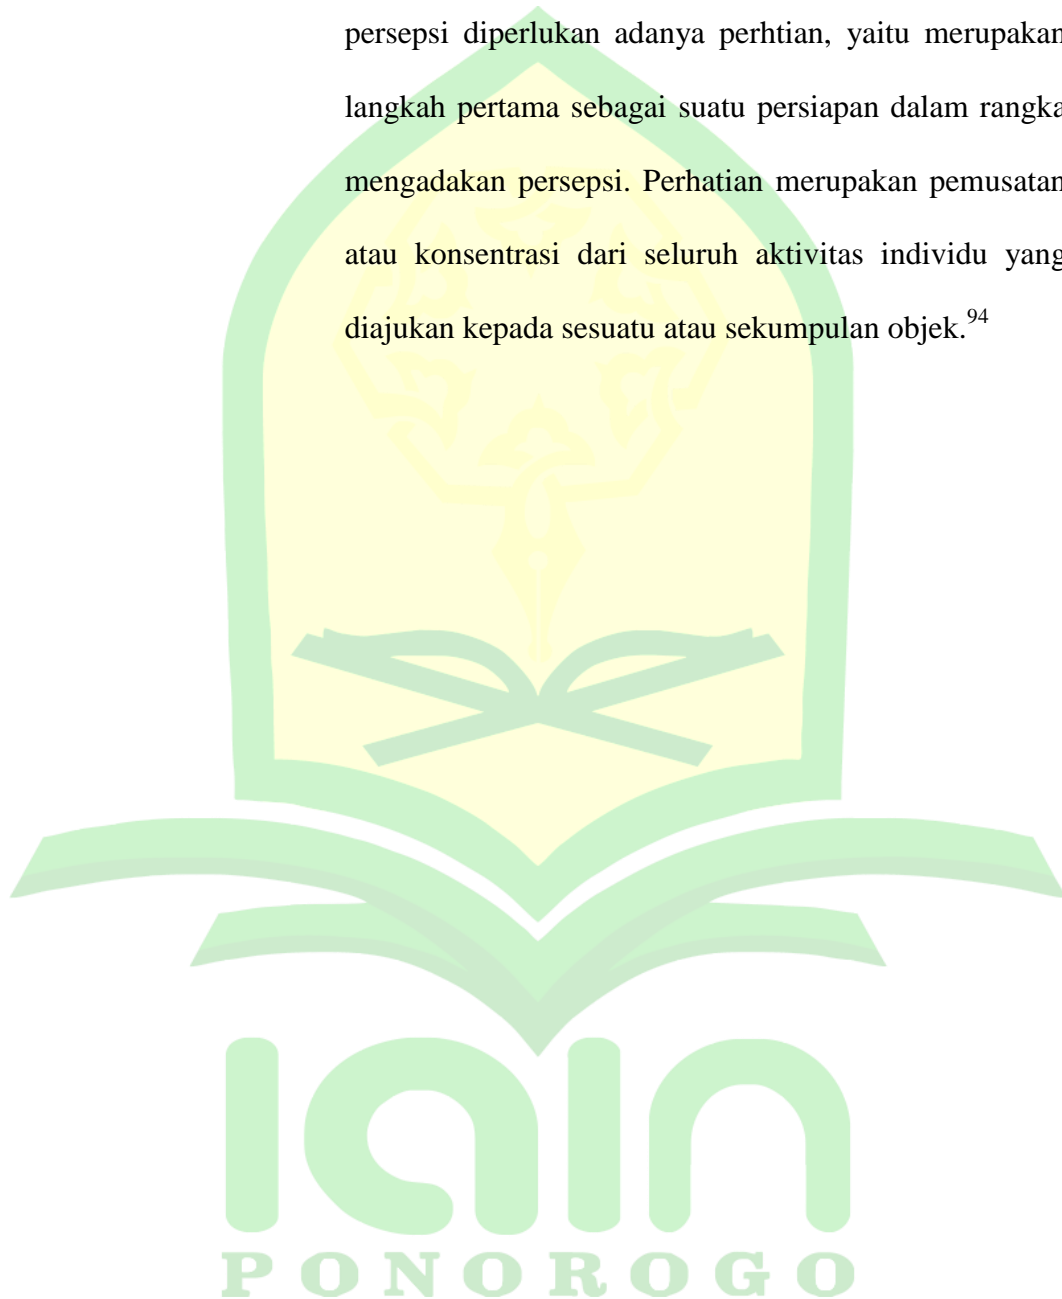 persepsi diperlukan adanya perhtian, yaitu merupakan
langkah pertama sebagai suatu persiapan dalam rangka
mengadakan persepsi. Perhatian merupakan pemusatan
atau konsentrasi dari seluruh aktivitas individu yang
diajukan kepada sesuatu atau sekumpulan objek.94
iain
PONOROGO